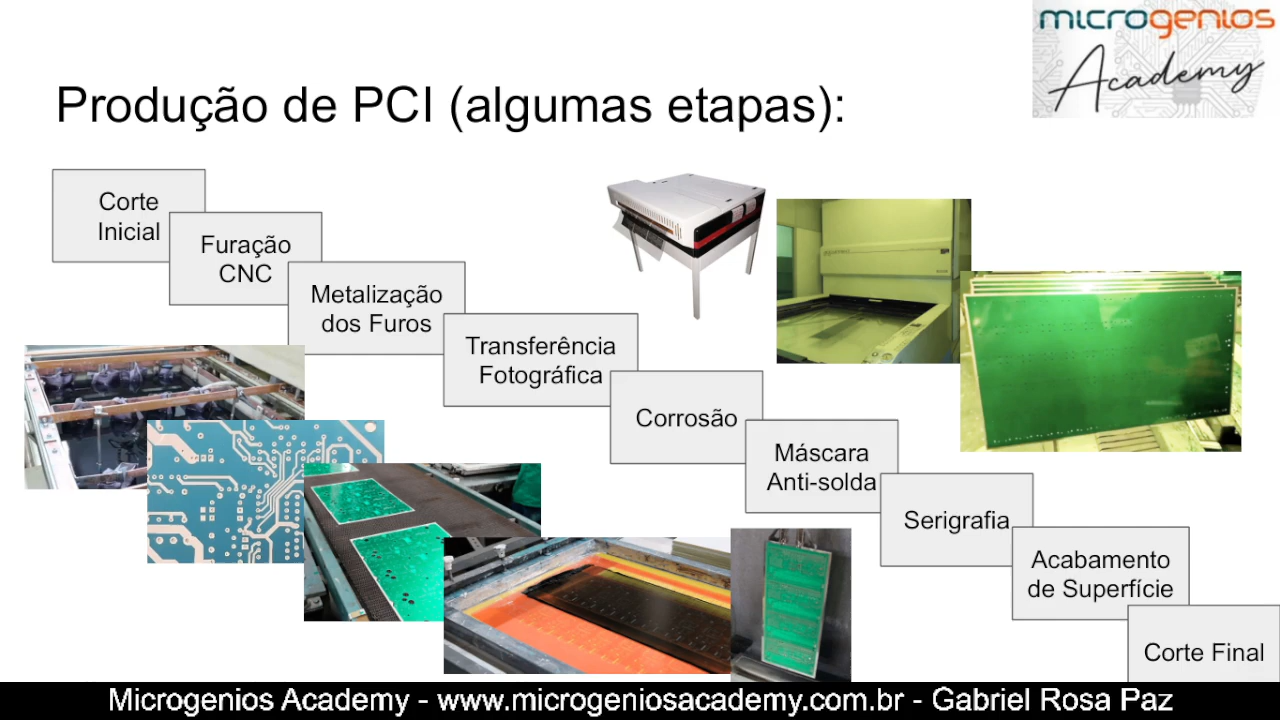 microgenios
Academy
Produção de PCI (algumas etapas):
Corte
Inicial
Furação
CNC
Metalização
dos Furos
Transferência
Fotográfica
Corrosão
Máscara
Anti-solda
Serigrafia
Acabamento
de Superfície
Corte Final
Microgenios Academy - www.microgeniosacademy.com.br - Gabriel Rosa Paz